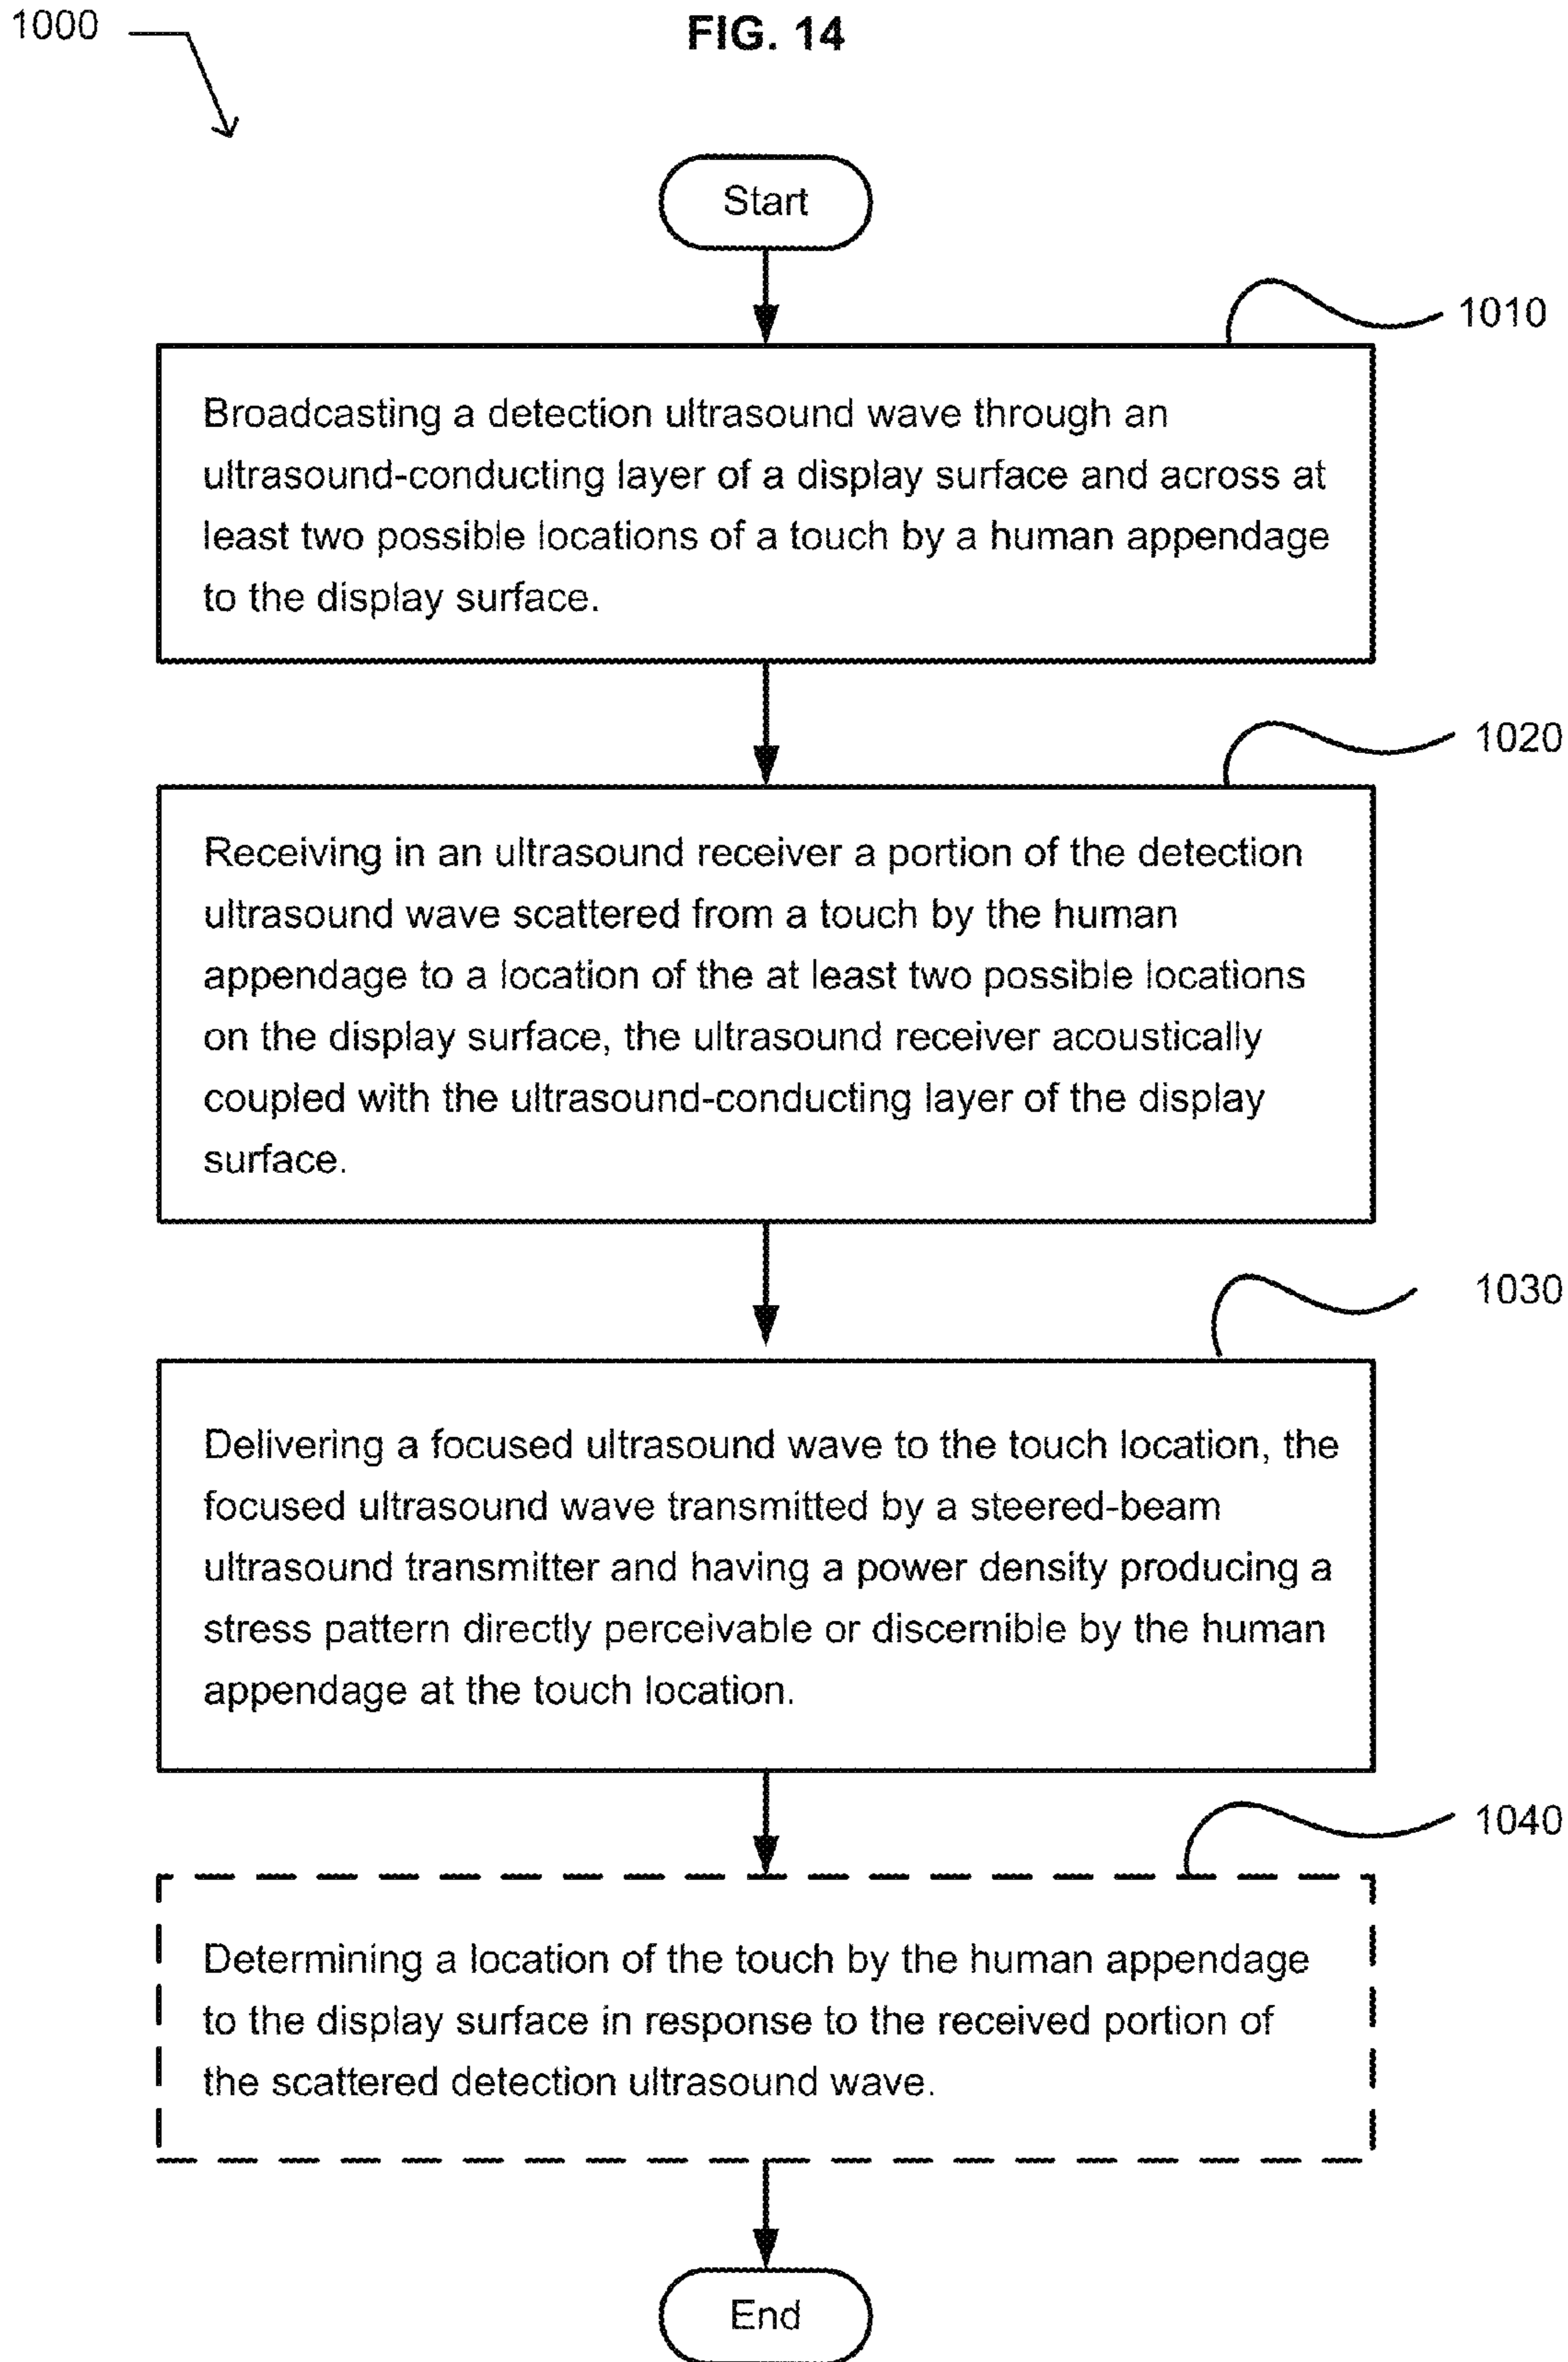 1000
FIG. 14
Start
1010
Broadcasting a detection ultrasound wave through an
ultrasound-conducting layer of a display surface and across at
least two possible locations of a touch by a human appendage
to the display surface.
1020
Receiving in an ultrasound receiver a portion of the detection
ultrasound wave scattered from a touch by the human
appendage to a location of the at least two possible locations
on the display surface, the ultrasound receiver acoustically
coupled with the ultrasound-conducting layer of the display
surface.
1030
Delivering a focused ultrasound wave to the touch location, the
focused ultrasound wave transmitted by a steered-beam
ultrasound transmitter and having a power density producing a
stress pattern directly perceivable or discernible by the human
appendage at the touch location.
1040
Determining a location of the touch by the human appendage
to the display surface in response to the received portion of
the scattered detection ultrasound wave.
End